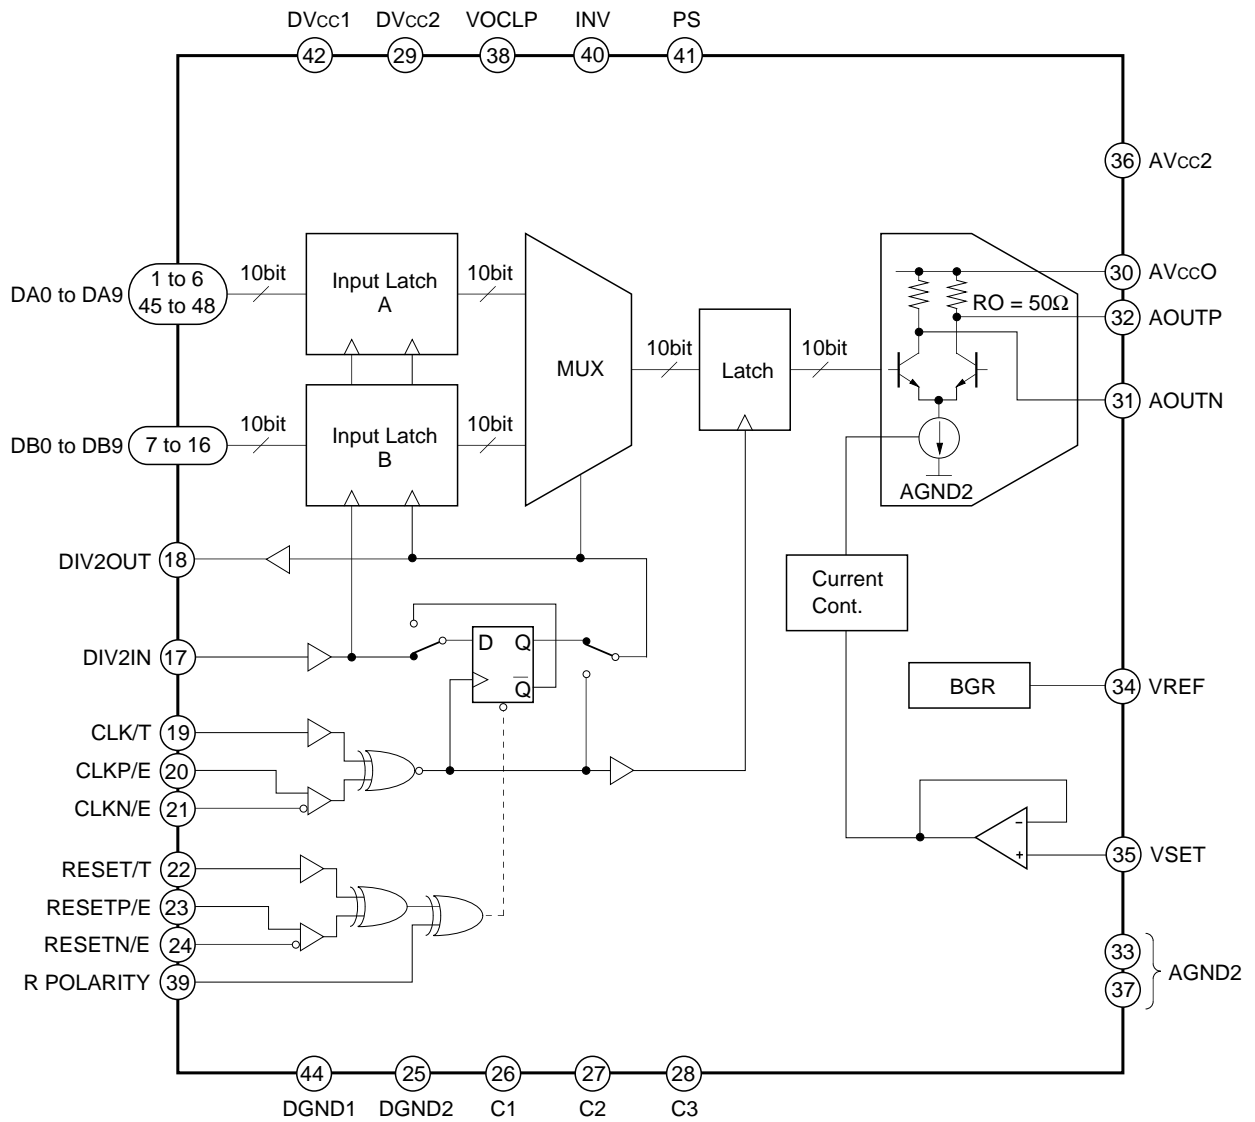 DVCC1
DVCC2
VOCLP
INV
PS
42
29
38
40
41
36
AVCC2
DA0 to DA9
1 to 6
45 to 48
10bit
Input Latch
A
10bit
MUX
10bit
Latch
10bit
RO = 50Ω
30
AVCCO
32
AOUTP
31
AOUTN
AGND2
DB0 to DB9
7 to 16
10bit
Input Latch
B
10bit
DIV2OUT
18
DIV2IN
17
D
Q
Q̅
Current
Cont.
BGR
34
VREF
CLK/T
19
CLKP/E
20
CLKN/E
21
−
+
35
VSET
RESET/T
22
RESETP/E
23
RESETN/E
24
R POLARITY
39
33
37
AGND2
44
25
26
27
28
DGND1
DGND2
C1
C2
C3